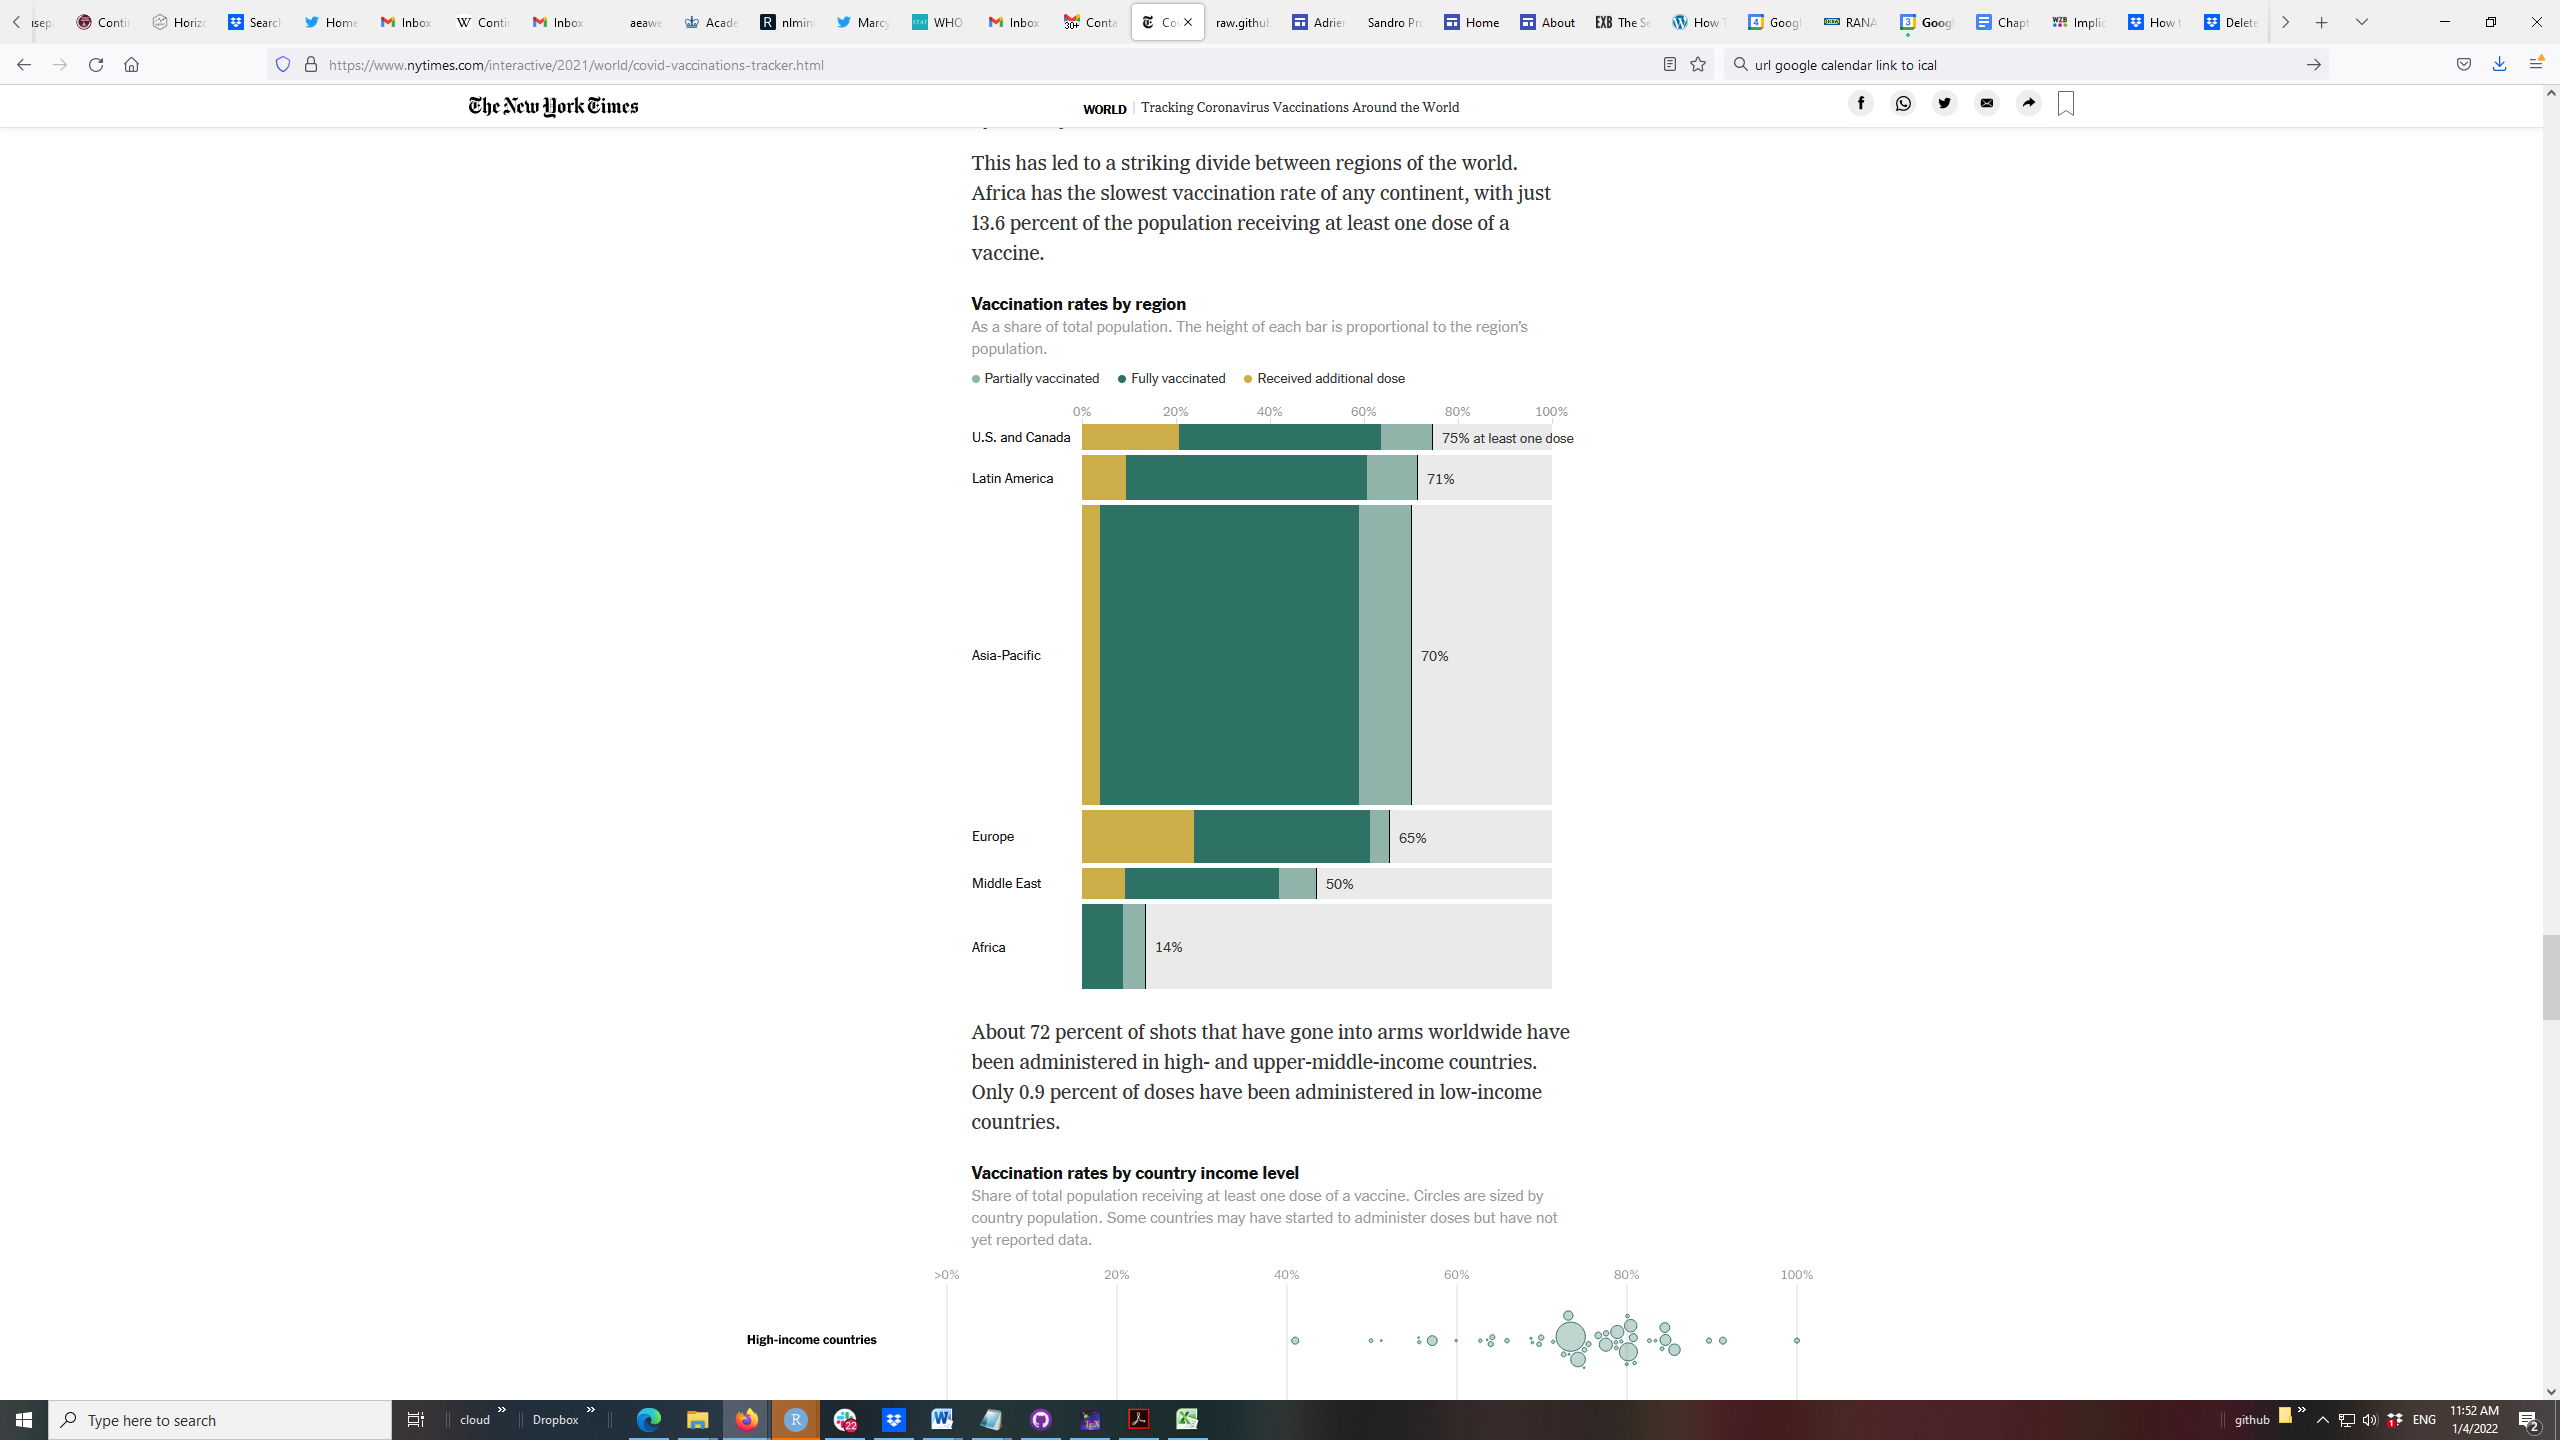 Contin
Horizo
Search
Home
Inbox
Contin
Inbox
aeawe
Acade
nlmin
Marcy
WHO
Inbox
Conta
Co
raw.github
Adrien
Sandro Pr
Home
About
EXB The Se
How T
Googl
RANA
Googl
Chapt
Implic
How t
Delete
https://www.nytimes.com/interactive/2021/world/covid-vaccinations-tracker.html
url google calendar link to ical
The New York Times
WORLD | Tracking Coronavirus Vaccinations Around the World
This has led to a striking divide between regions of the world.
Africa has the slowest vaccination rate of any continent, with just
13.6 percent of the population receiving at least one dose of a
vaccine.
Vaccination rates by region
As a share of total population. The height of each bar is proportional to the region's
population.
Partially vaccinated Fully vaccinated Received additional dose
0% 20% 40% 60% 80% 100%
U.S. and Canada 75% at least one dose
Latin America 71%
Asia-Pacific 70%
Europe 65%
Middle East 50%
Africa 14%
About 72 percent of shots that have gone into arms worldwide have
been administered in high- and upper-middle-income countries.
Only 0.9 percent of doses have been administered in low-income
countries.
Vaccination rates by country income level
Share of total population receiving at least one dose of a vaccine. Circles are sized by
country population. Some countries may have started to administer doses but have not
yet reported data.
>0% 20% 40% 60% 80% 100%
High-income countries
Type here to search
cloud
Dropbox
22
github
ENG
11:52 AM
1/4/2022
2